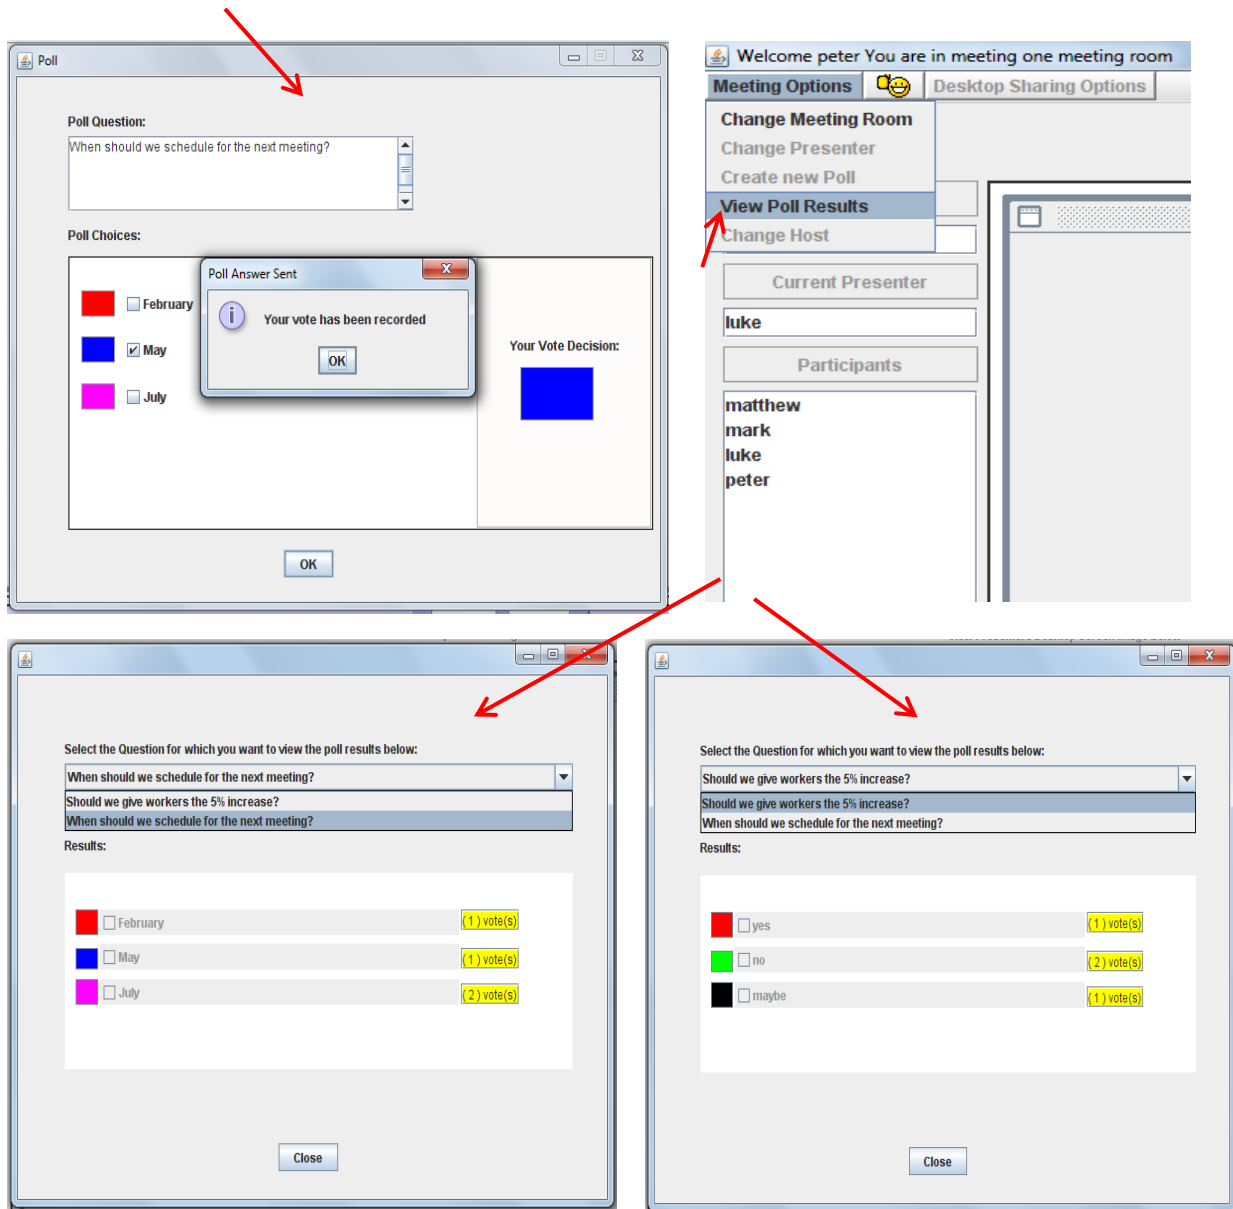 Poll
Poll Question:
When should we schedule for the next meeting?
Poll Choices:
February
May
July
Poll Answer Sent
Your vote has been recorded
OK
Your Vote Decision:
OK
Welcome peter You are in meeting one meeting room
Meeting Options
Desktop Sharing Options
Change Meeting Room
Change Presenter
Create new Poll
View Poll Results
Change Host
Current Presenter
luke
Participants
matthew
mark
luke
peter
Select the Question for which you want to view the poll results below:
When should we schedule for the next meeting?
Should we give workers the 5% increase?
When should we schedule for the next meeting?
Results:
February ( 1 ) vote(s)
May ( 1 ) vote(s)
July ( 2 ) vote(s)
Close
Select the Question for which you want to view the poll results below:
Should we give workers the 5% increase?
Should we give workers the 5% increase?
When should we schedule for the next meeting?
Results:
yes ( 1 ) vote(s)
no ( 2 ) vote(s)
maybe ( 1 ) vote(s)
Close